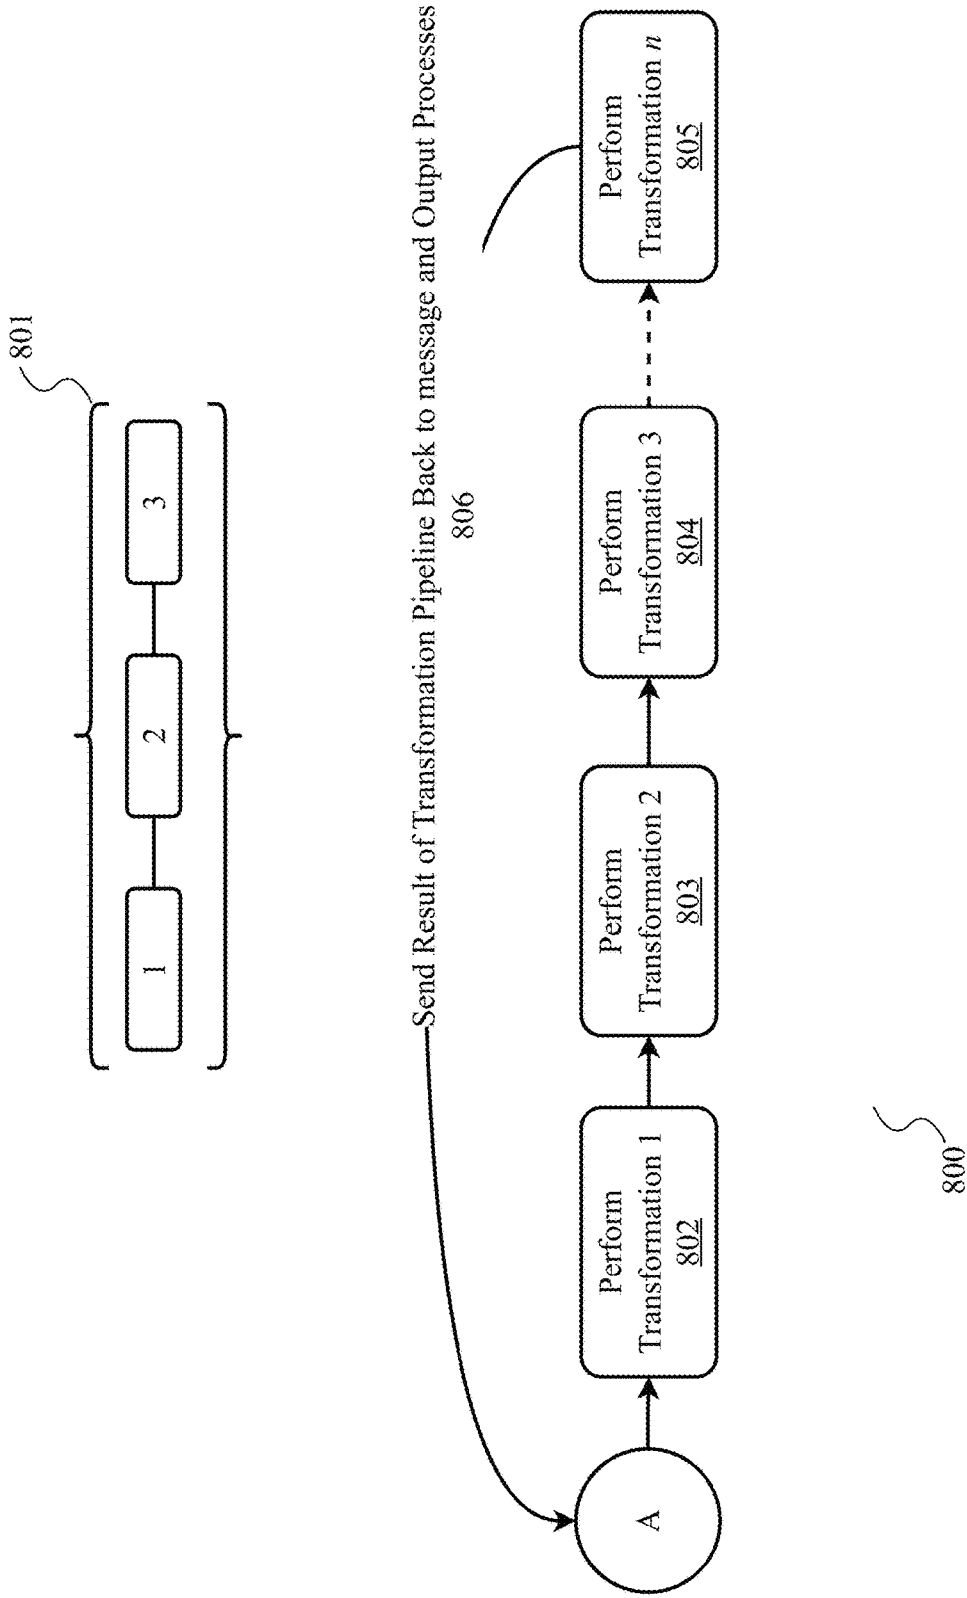 801
1
2
3
Send Result of Transformation Pipeline Back to message and Output Processes
806
A
Perform
Transformation 1
802
Perform
Transformation 2
803
Perform
Transformation 3
804
Perform
Transformation n
805
800